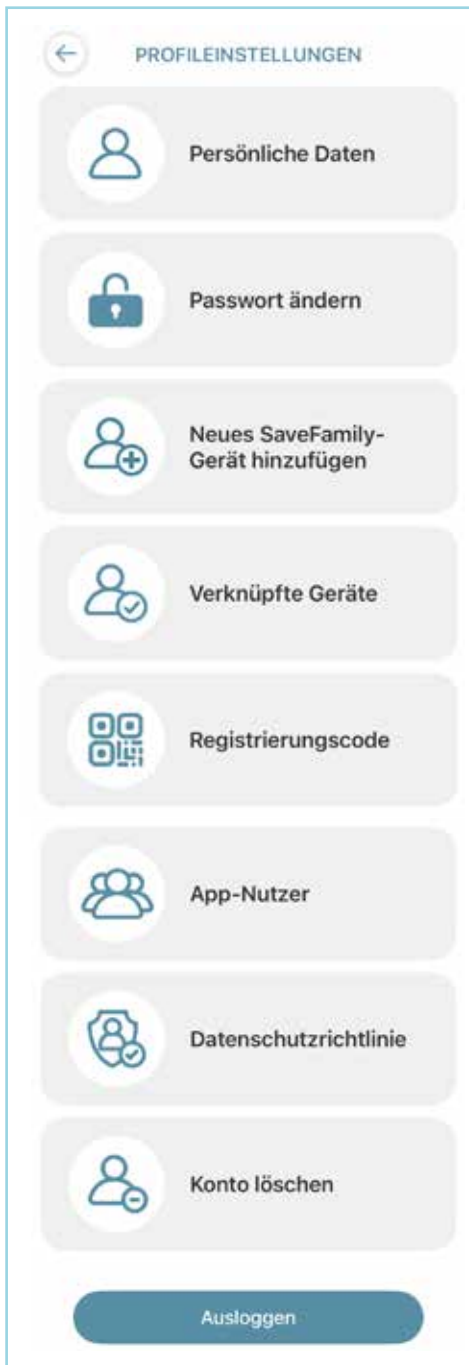 PROFILEINSTELLUNGEN
Persönliche Daten
Passwort ändern
Neues SaveFamily-
Gerät hinzufügen
Verknüpfte Geräte
Registrierungscode
App-Nutzer
Datenschutzrichtlinie
Konto löschen
Ausloggen